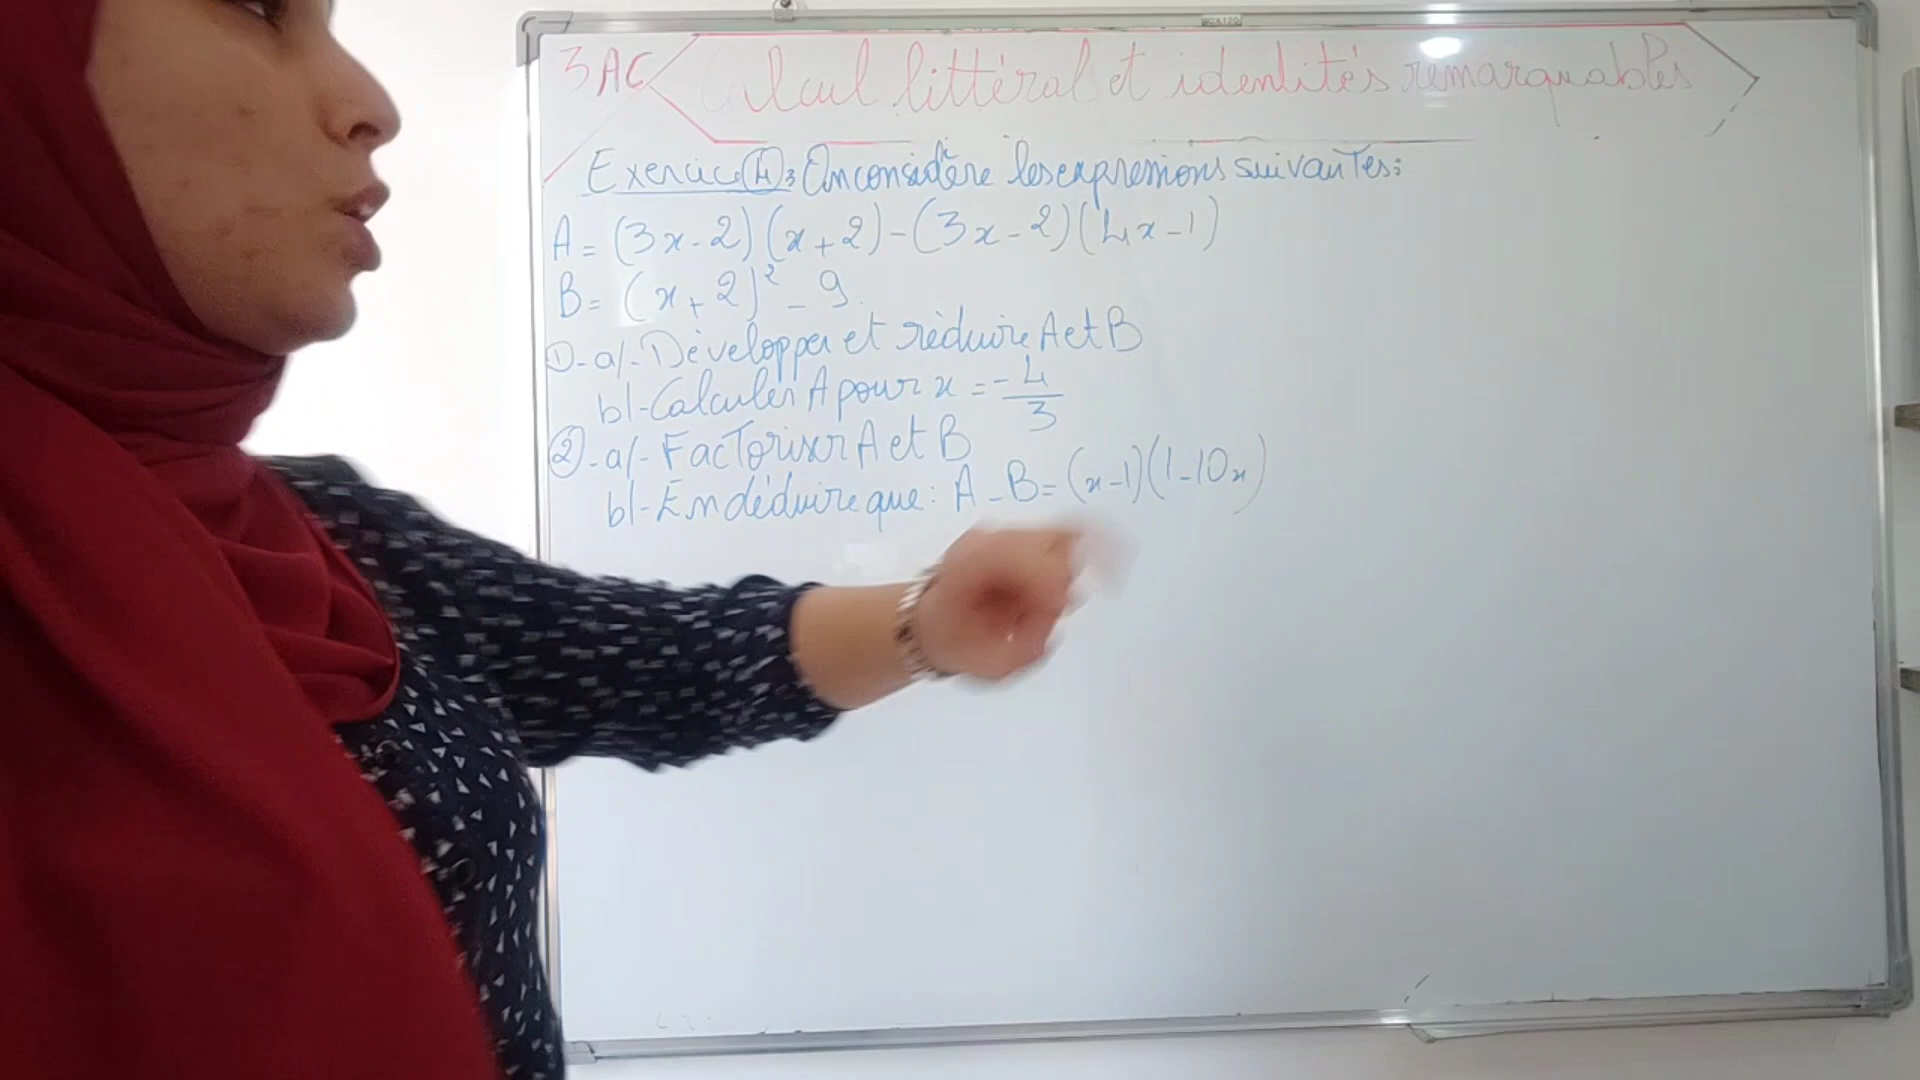 3AC Calcul littéral et identités remarquables
Exercice 4: On considère les expressions suivantes:
A = (3x-2)(x+2)-(3x-2)(4x-1)
B = (x+2)² - 9
①-a/- Développer et réduire A et B
b/- Calculer A pour x = -4/3
②-a/- Factoriser A et B
b/- En déduire que: A - B = (x-1)(1-10x)